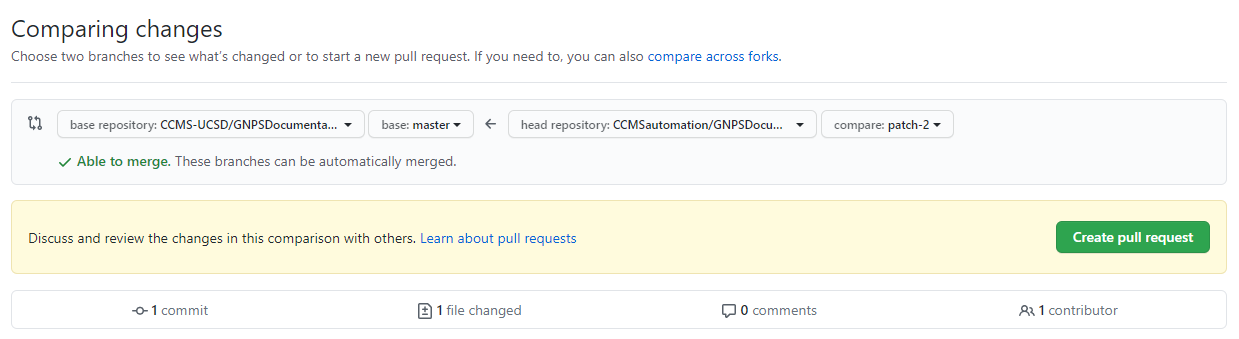 Comparing changes
Choose two branches to see what's changed or to start a new pull request. If you need to, you can also compare across forks.
base repository: CCMS-UCSD/GNPSDocumenta... base: master head repository: CCMSautomation/GNPSDocu... compare: patch-2
Able to merge. These branches can be automatically merged.
Discuss and review the changes in this comparison with others. Learn about pull requests Create pull request
1 commit 1 file changed 0 comments 1 contributor